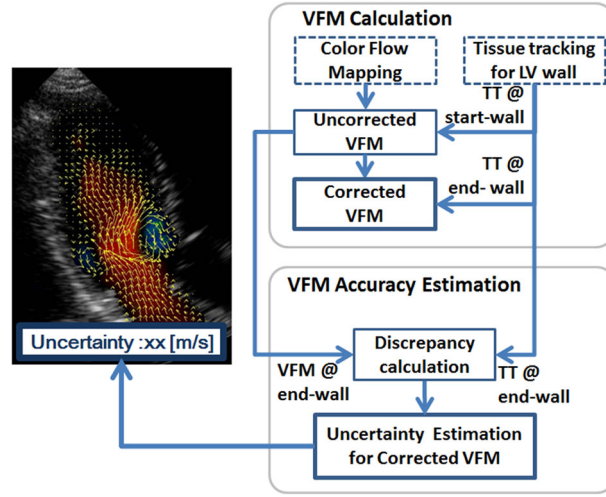 VFM Calculation
Color Flow
Mapping
Tissue tracking
for LV wall
TT @
start-wall
Uncorrected
VFM
TT @
end- wall
Corrected
VFM
VFM Accuracy Estimation
Uncertainty :xx [m/s]
Discrepancy
calculation
VFM @
end-wall
TT @
end-wall
Uncertainty Estimation
for Corrected VFM